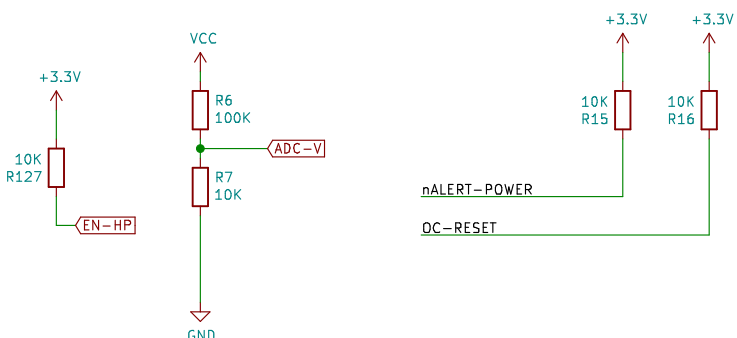 +3.3V
10K
R127
EN-HP
VCC
R6
100K
ADC-V
R7
10K
GND
+3.3V
+3.3V
10K
R15
10K
R16
nALERT-POWER
OC-RESET